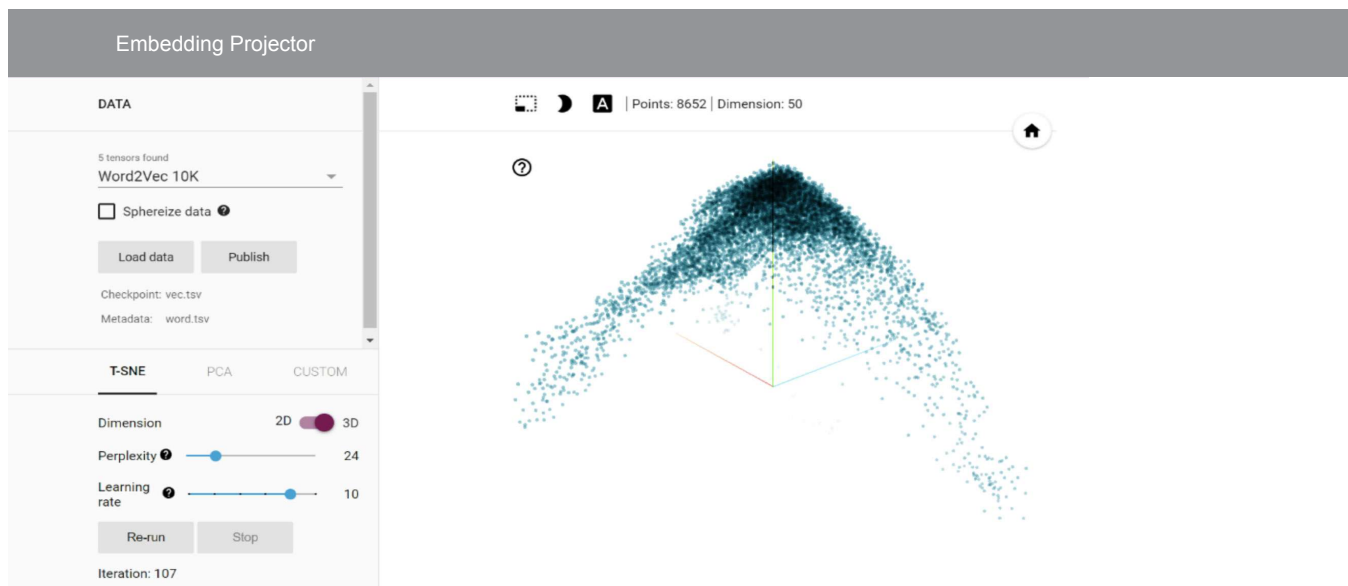 Embedding Projector
DATA
5 tensors found
Word2Vec 10K
Sphereize data ?
Load data Publish
Checkpoint: vec.tsv
Metadata: word.tsv
T-SNE PCA CUSTOM
Dimension 2D 3D
Perplexity ? 24
Learning rate ? 10
Re-run Stop
Iteration: 107
A | Points: 8652 | Dimension: 50
?